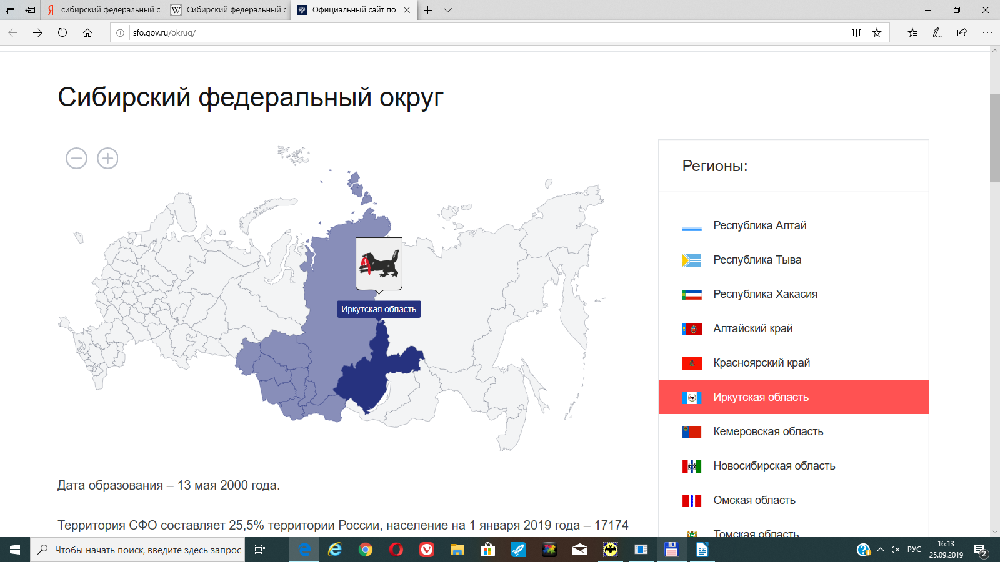 сибирский федеральный о
Сибирский федеральный о
Официальный сайт по.
sfo.gov.ru/okrug/
Сибирский федеральный округ
Иркутская область
Дата образования – 13 мая 2000 года.
Территория СФО составляет 25,5% территории России, население на 1 января 2019 года – 17174
Регионы:
Республика Алтай
Республика Тыва
Республика Хакасия
Алтайский край
Красноярский край
Иркутская область
Кемеровская область
Новосибирская область
Омская область
Томская область
Чтобы начать поиск, введите здесь запрос
РУС
16:13
25.09.2019
2